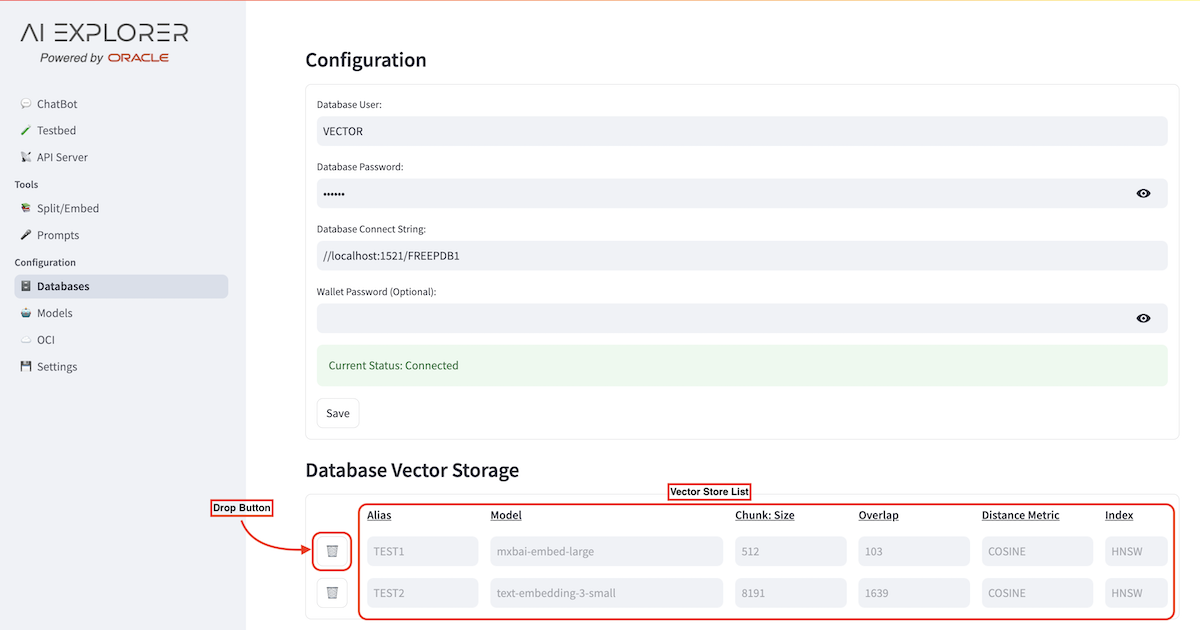 AI EXPLORER
Powered by ORACLE
ChatBot
Testbed
API Server
Tools
Split/Embed
Prompts
Configuration
Databases
Models
OCI
Settings
Configuration
Database User:
VECTOR
Database Password:
••••••
Database Connect String:
//localhost:1521/FREEPDB1
Wallet Password (Optional):
Current Status: Connected
Save
Database Vector Storage
Vector Store List
Drop Button
Alias Model Chunk: Size Overlap Distance Metric Index
TEST1 mxbai-embed-large 512 103 COSINE HNSW
TEST2 text-embedding-3-small 8191 1639 COSINE HNSW